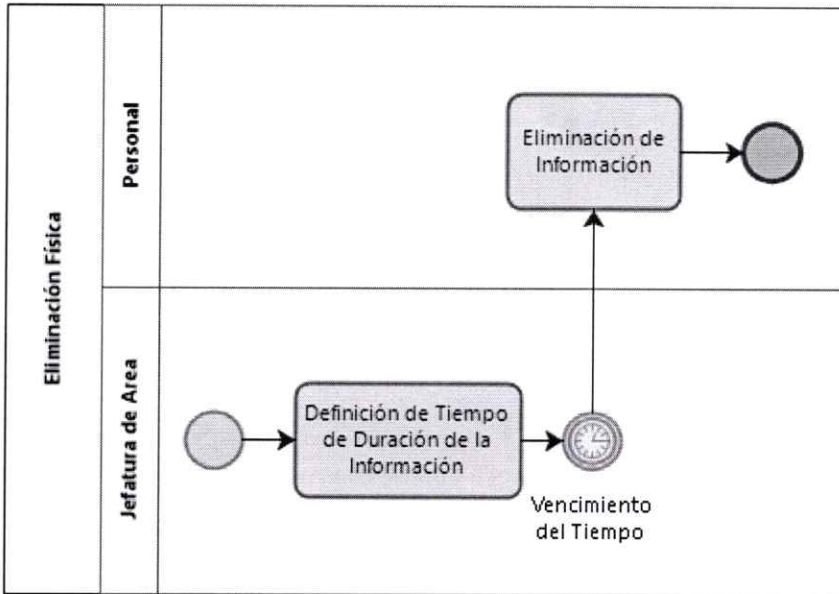 Eliminación Física
Personal
Eliminación de
Información
Jefatura de Area
Definición de Tiempo
de Duración de la
Información
Vencimiento
del Tiempo